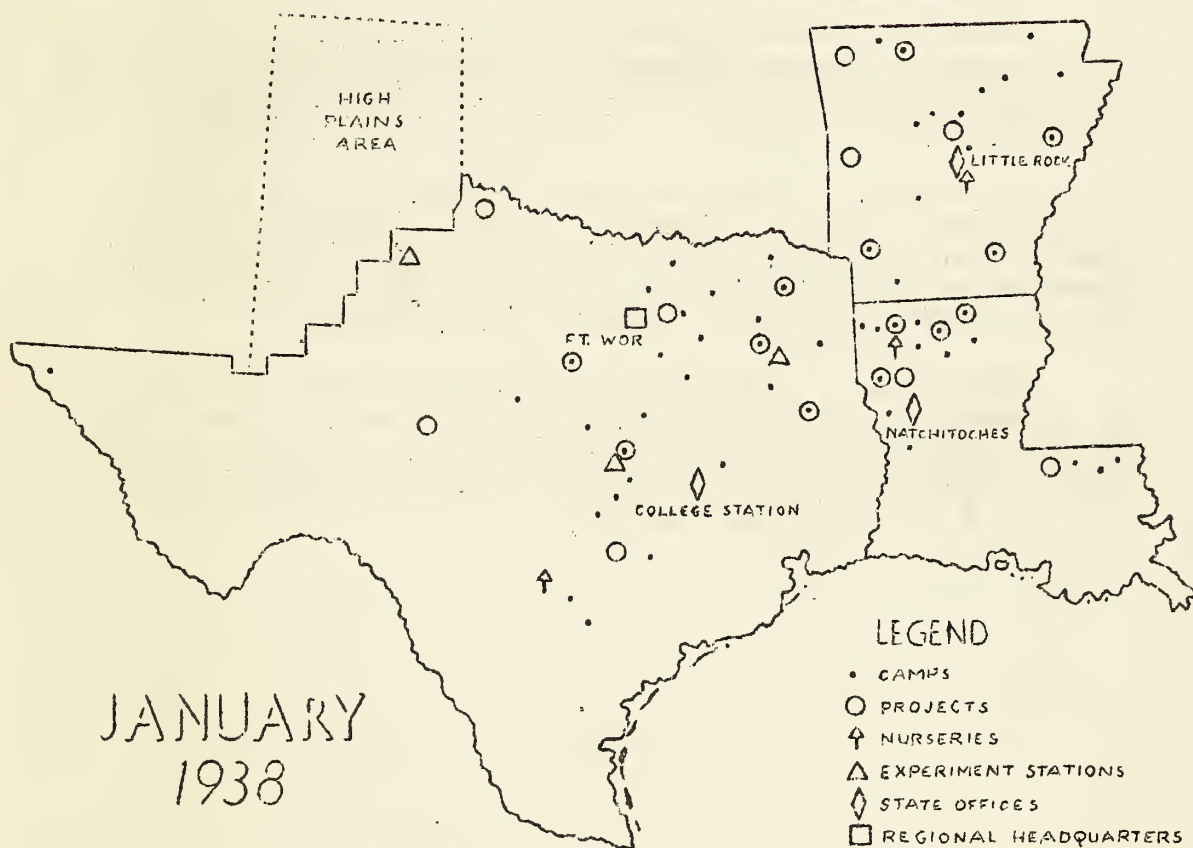 HIGH
PLAINS
AREA
LITTLE ROCK
FT. WOR
NATCHITOCHES
COLLEGE STATION
JANUARY
1938
LEGEND
CAMPS
PROJECTS
NURSERIES
EXPERIMENT STATIONS
STATE OFFICES
REGIONAL HEADQUARTERS